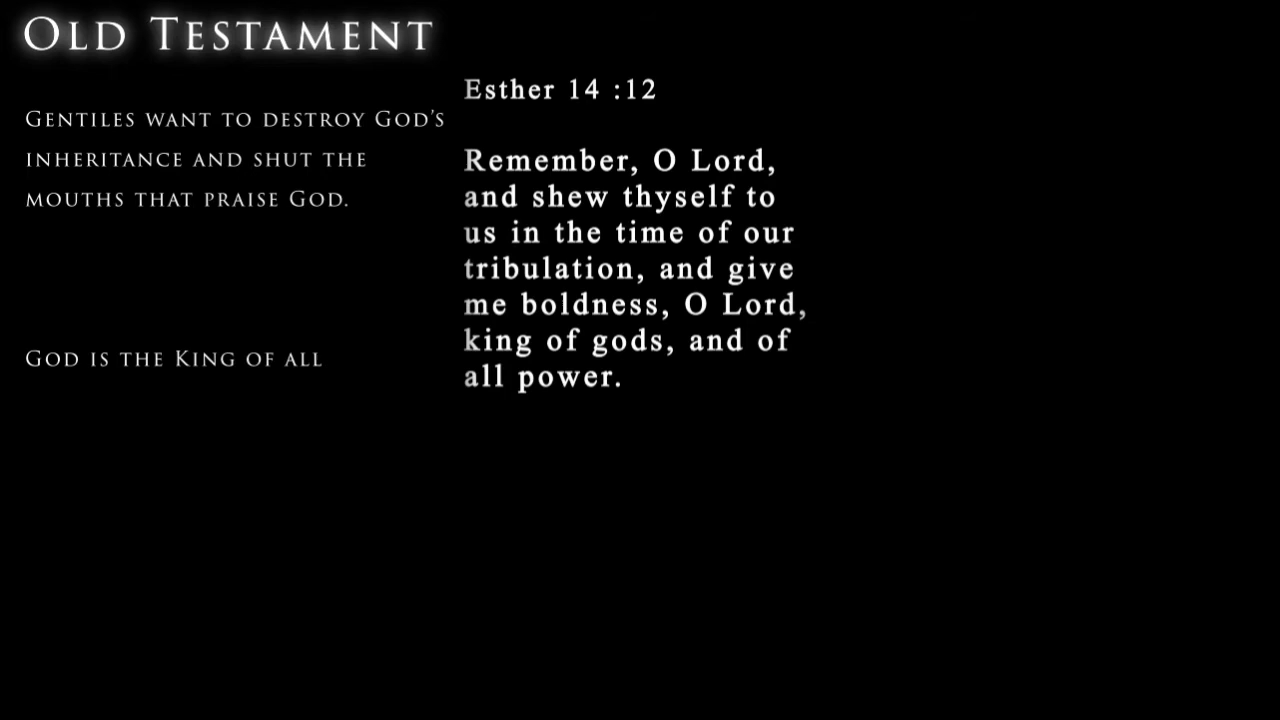 Old Testament
Gentiles want to destroy God's
inheritance and shut the
mouths that praise God.
God is the King of all
Esther 14 :12
Remember, O Lord,
and shew thyself to
us in the time of our
tribulation, and give
me boldness, O Lord,
king of gods, and of
all power.